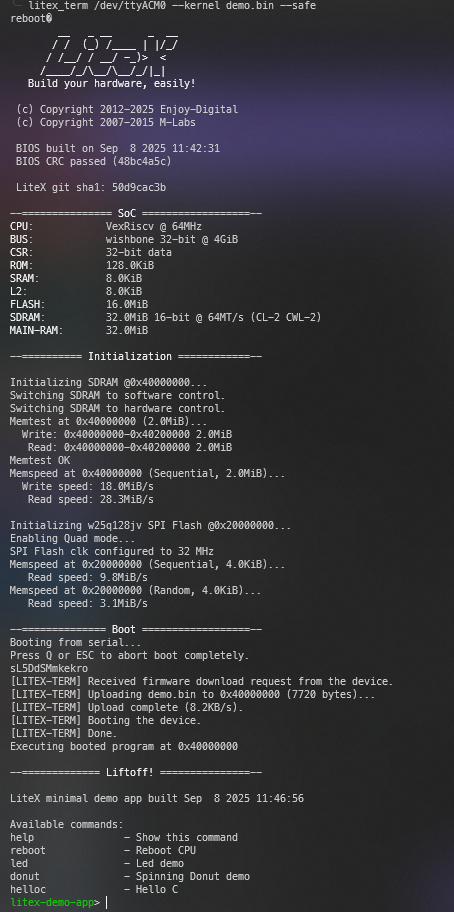 litex_term /dev/ttyACM0 --kernel demo.bin --safe
reboot�
        __   _ __      _  __
       / /  (_) /____ | |/_/
      / /__/ / __/ -_)>  <
     /____/_/\__/\__/_/|_|
   Build your hardware, easily!
(c) Copyright 2012-2025 Enjoy-Digital
(c) Copyright 2007-2015 M-Labs
BIOS built on Sep  8 2025 11:42:31
BIOS CRC passed (48bc4a5c)
LiteX git sha1: 50d9cac3b
--=============== SoC ==================--
CPU:            VexRiscv @ 64MHz
BUS:            wishbone 32-bit @ 4GiB
CSR:            32-bit data
ROM:            128.0KiB
SRAM:           8.0KiB
L2:             8.0KiB
FLASH:          16.0MiB
SDRAM:          32.0MiB 16-bit @ 64MT/s (CL-2 CWL-2)
MAIN-RAM:       32.0MiB
--========== Initialization ============--
Initializing SDRAM @0x40000000...
Switching SDRAM to software control.
Switching SDRAM to hardware control.
Memtest at 0x40000000 (2.0MiB)...
  Write: 0x40000000-0x40200000 2.0MiB
   Read: 0x40000000-0x40200000 2.0MiB
Memtest OK
Memspeed at 0x40000000 (Sequential, 2.0MiB)...
  Write speed: 18.0MiB/s
   Read speed: 28.3MiB/s
Initializing w25q128jv SPI Flash @0x20000000...
Enabling Quad mode...
SPI Flash clk configured to 32 MHz
Memspeed at 0x20000000 (Sequential, 4.0KiB)...
   Read speed: 9.8MiB/s
Memspeed at 0x20000000 (Random, 4.0KiB)...
   Read speed: 3.1MiB/s
--============== Boot ==================--
Booting from serial...
Press Q or ESC to abort boot completely.
sL5DdSMmkekro
[LITEX-TERM] Received firmware download request from the device.
[LITEX-TERM] Uploading demo.bin to 0x40000000 (7720 bytes)...
[LITEX-TERM] Upload complete (8.2KB/s).
[LITEX-TERM] Booting the device.
[LITEX-TERM] Done.
Executing booted program at 0x40000000
--============= Liftoff! ===============--
LiteX minimal demo app built Sep  8 2025 11:46:56
Available commands:
help               - Show this command
reboot             - Reboot CPU
led                - Led demo
donut              - Spinning Donut demo
helloc             - Hello C
litex-demo-app>